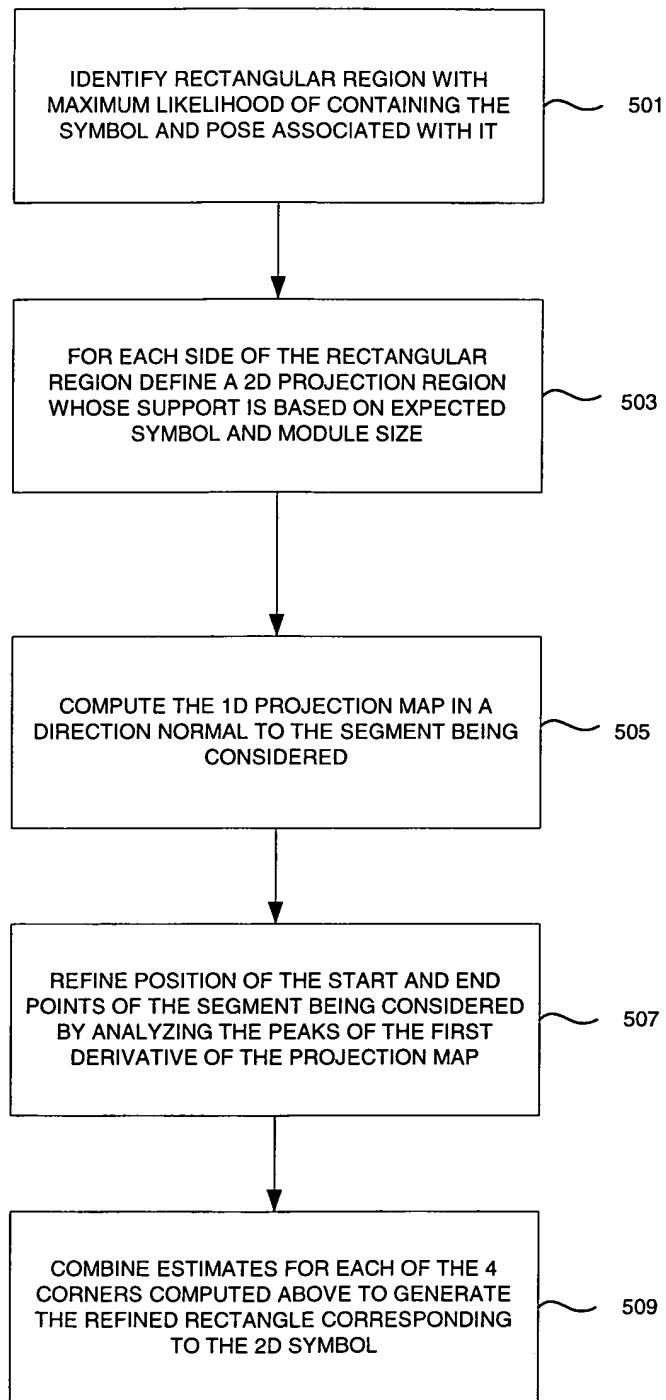 IDENTIFY RECTANGULAR REGION WITH
MAXIMUM LIKELIHOOD OF CONTAINING THE
SYMBOL AND POSE ASSOCIATED WITH IT
501
FOR EACH SIDE OF THE RECTANGULAR
REGION DEFINE A 2D PROJECTION REGION
WHOSE SUPPORT IS BASED ON EXPECTED
SYMBOL AND MODULE SIZE
503
COMPUTE THE 1D PROJECTION MAP IN A
DIRECTION NORMAL TO THE SEGMENT BEING
CONSIDERED
505
REFINE POSITION OF THE START AND END
POINTS OF THE SEGMENT BEING CONSIDERED
BY ANALYZING THE PEAKS OF THE FIRST
DERIVATIVE OF THE PROJECTION MAP
507
COMBINE ESTIMATES FOR EACH OF THE 4
CORNERS COMPUTED ABOVE TO GENERATE
THE REFINED RECTANGLE CORRESPONDING
TO THE 2D SYMBOL
509